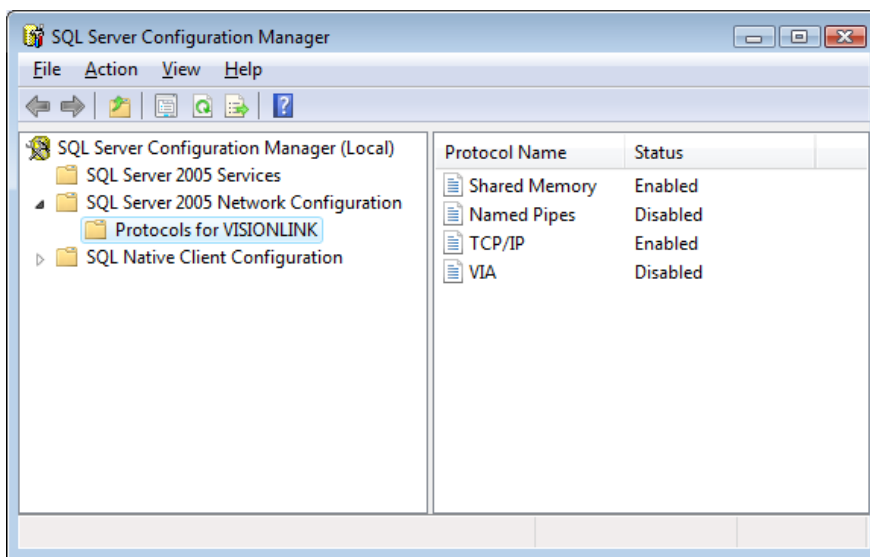 SQL Server Configuration Manager
File Action View Help
SQL Server Configuration Manager (Local)
SQL Server 2005 Services
SQL Server 2005 Network Configuration
Protocols for VISIONLINK
SQL Native Client Configuration
Protocol Name Status
Shared Memory Enabled
Named Pipes Disabled
TCP/IP Enabled
VIA Disabled